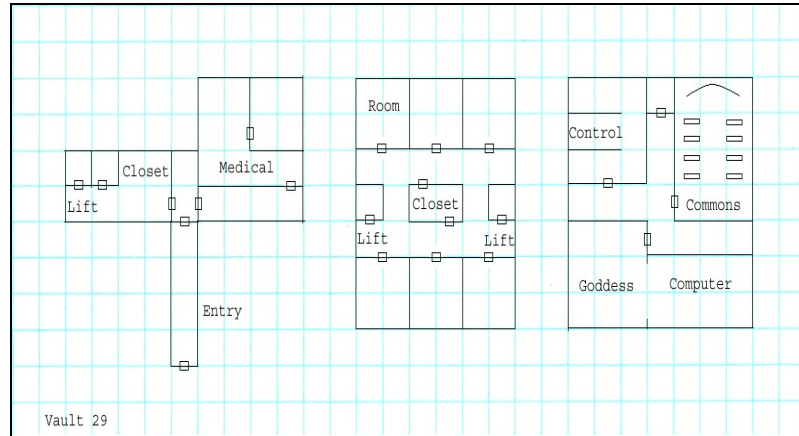 Room
Control
Closet
Medical
Lift
Closet
Commons
Lift
Lift
Goddess
Computer
Entry
Vault 29